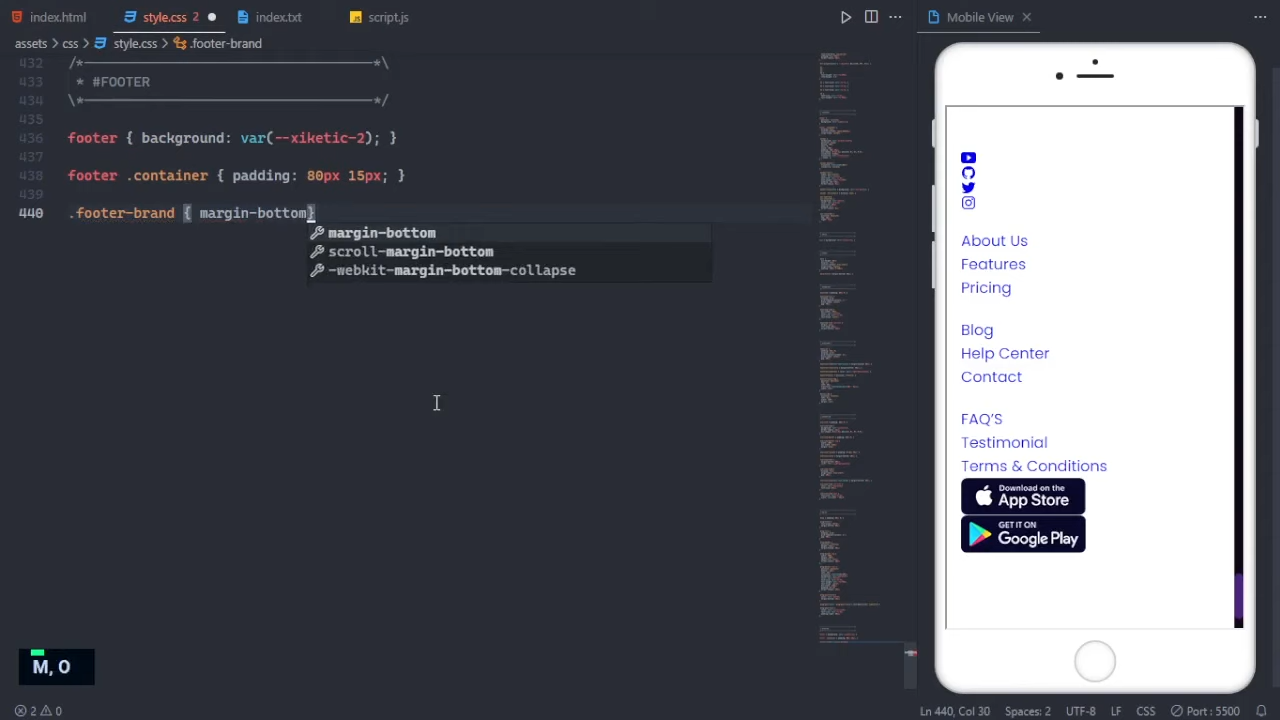 index.html
style.css 2
index.txt
script.js
Mobile View
assets > css > style.css > .footer-brand
432 /*
433 * #FOOTER
434 \* */
435
436 footer { background: var(--xiketic-2); }
437
438 footer .container { padding: 80px 15px; }
439
440 .footer-brand { margin-bottom}
margin-bottom
scroll-margin-bottom
-webkit-margin-bottom-collapse
About Us
Features
Pricing
Blog
Help Center
Contact
FAQ'S
Testimonial
Terms & Conditions
Download on the
App Store
GET IT ON
Google Play
M, O
2 0
Ln 440, Col 30 Spaces: 2 UTF-8 LF CSS Port : 5500